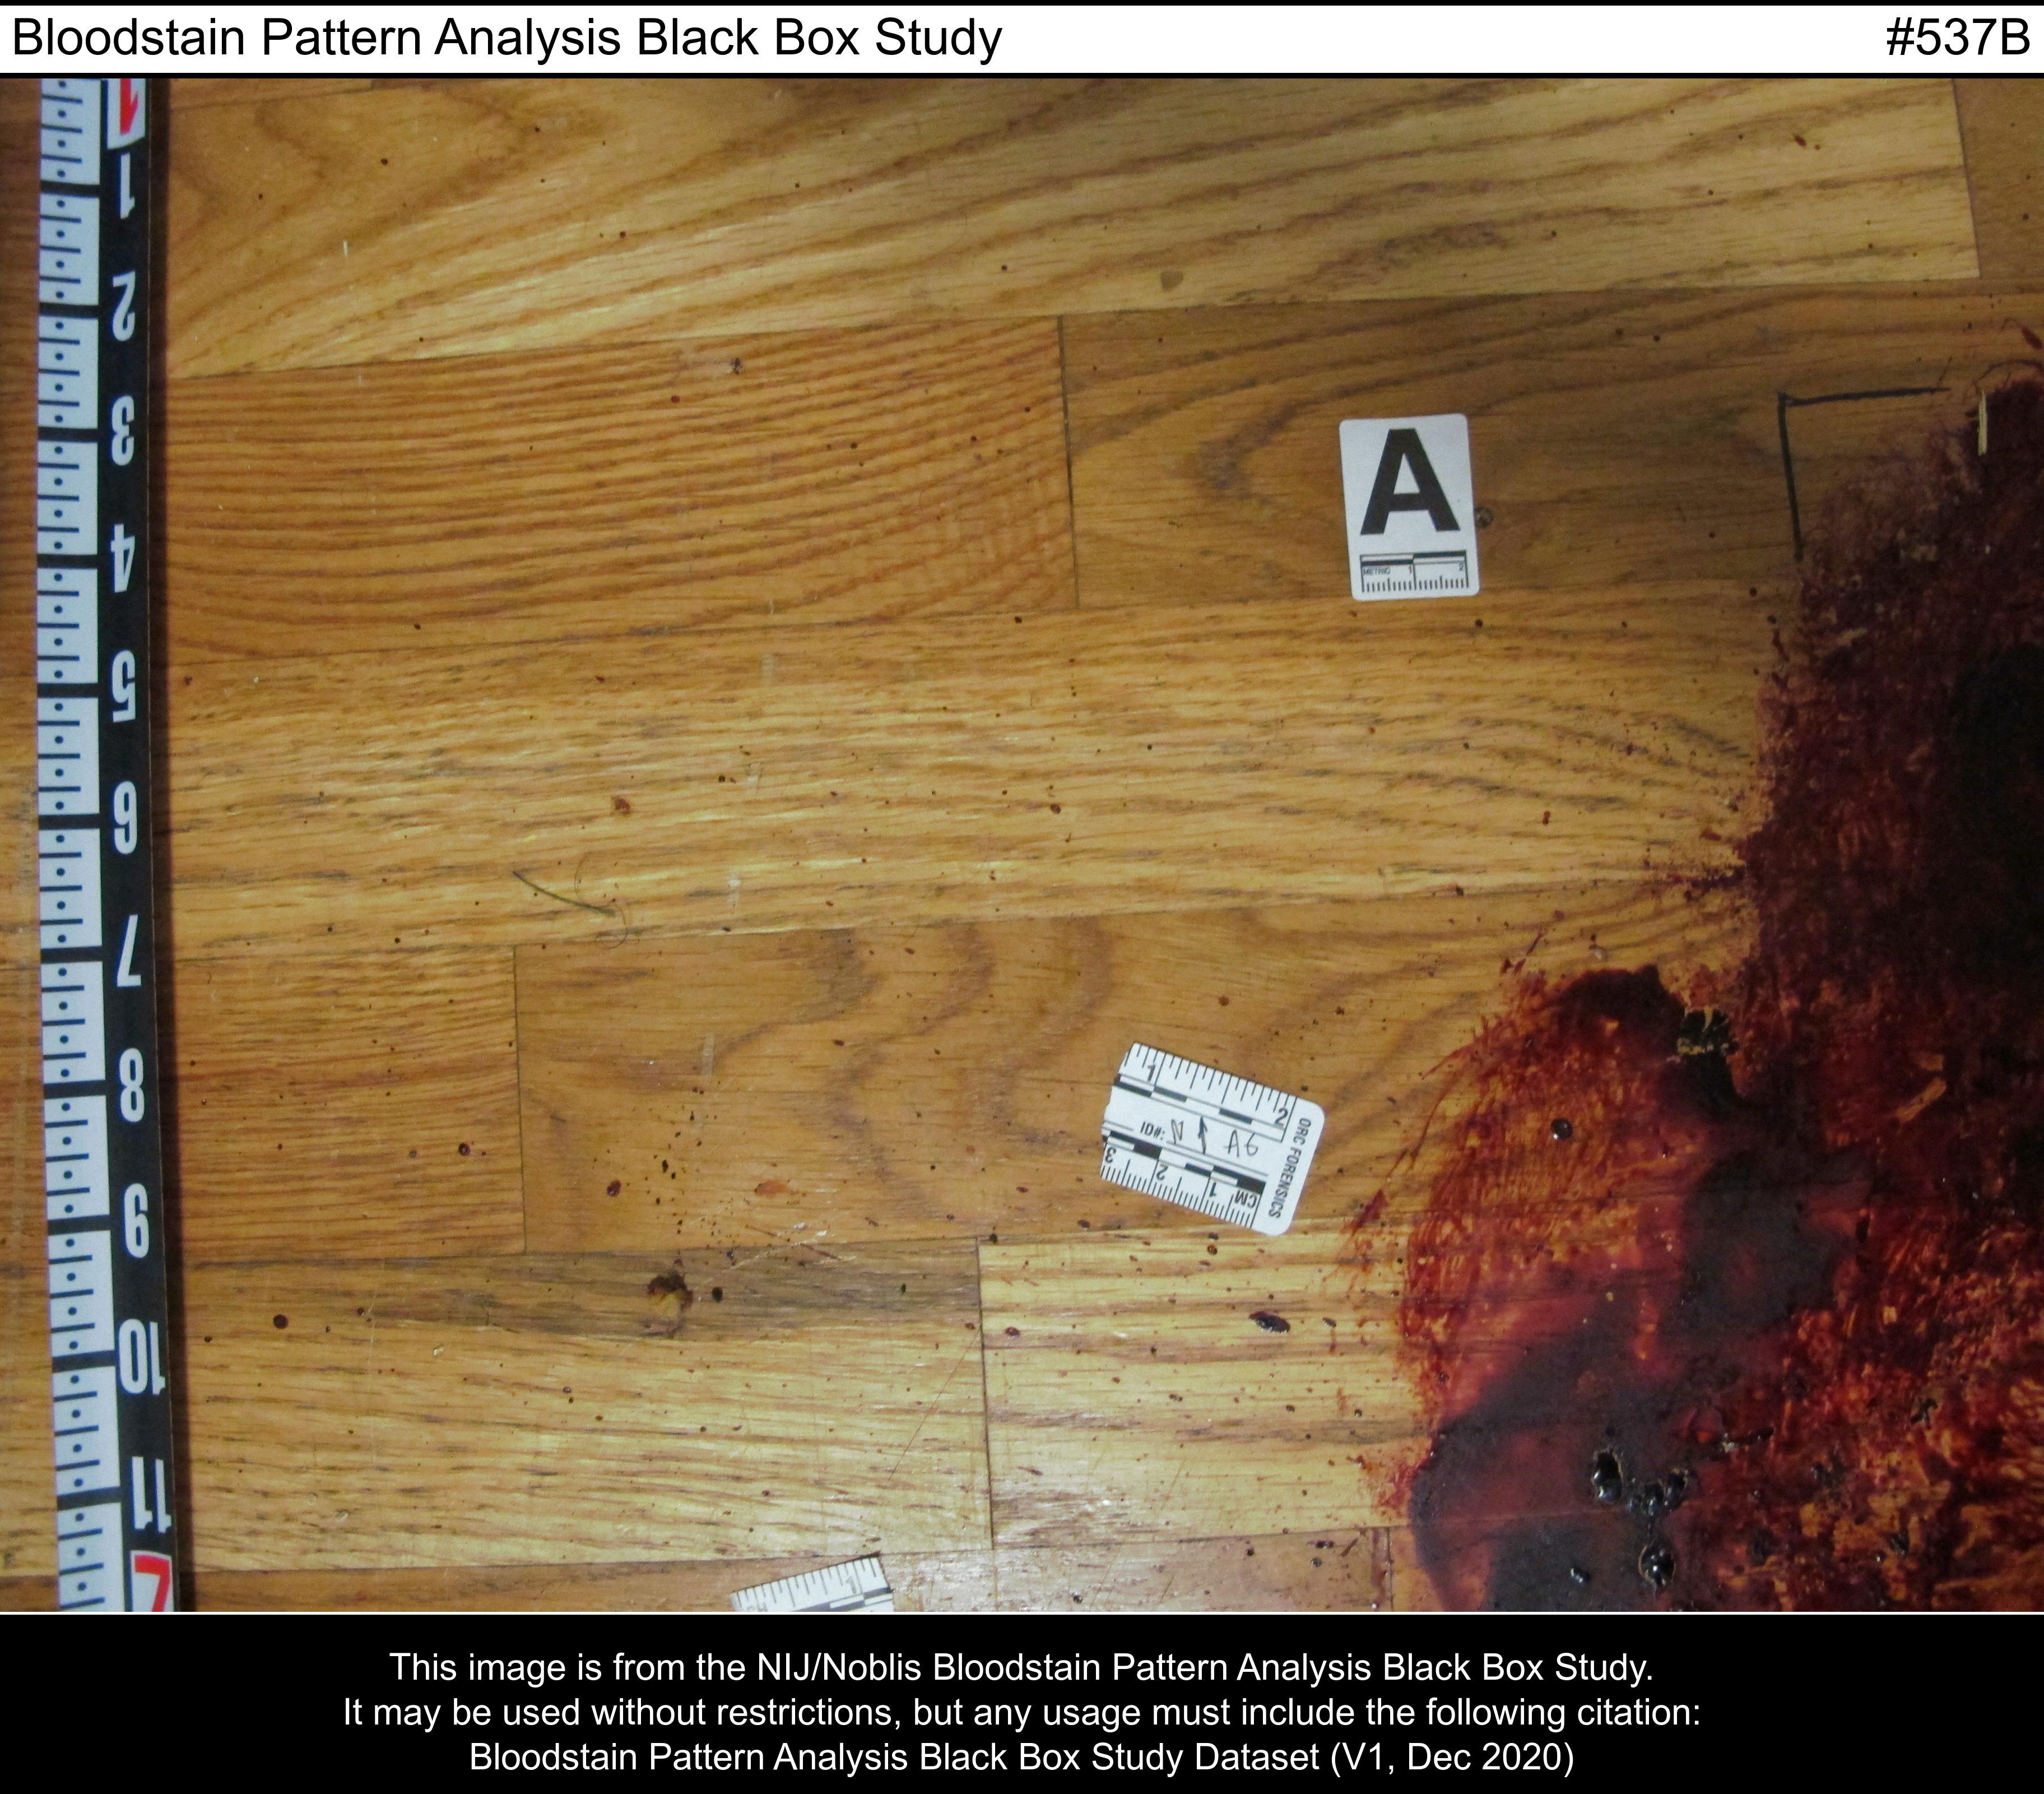 Bloodstain Pattern Analysis Black Box Study #537B
1
1
2
3
4
5
6
7
8
9
10
11
A
METRIC 1 2
1 2
ID#: A6
3 2 1 CM
ORC FORENSICS
1
This image is from the NIJ/Noblis Bloodstain Pattern Analysis Black Box Study.
It may be used without restrictions, but any usage must include the following citation:
Bloodstain Pattern Analysis Black Box Study Dataset (V1, Dec 2020)